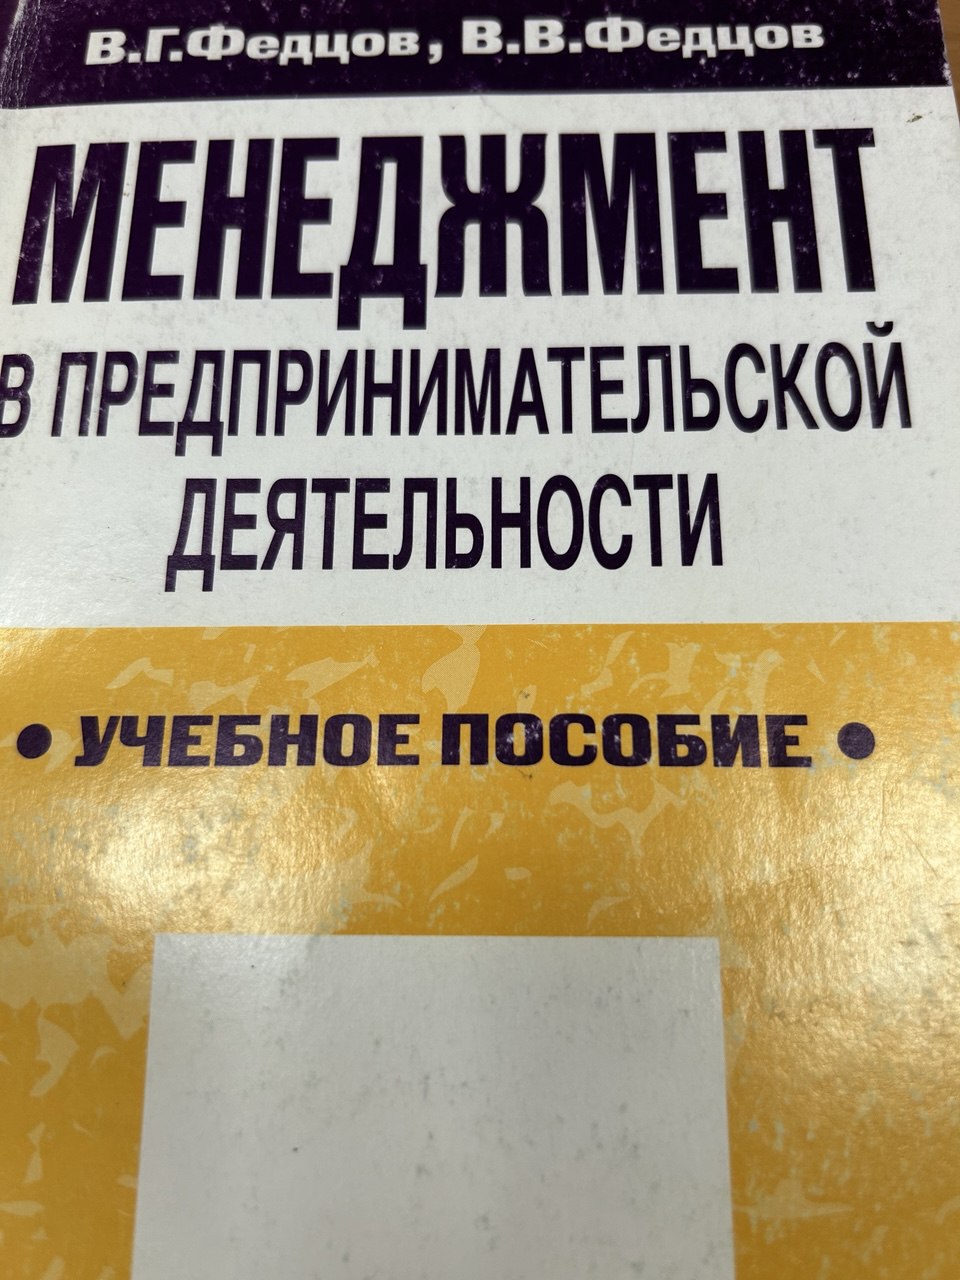 В.Г.Федцов, В.В.Федцов
МЕНЕДЖМЕНТ
В ПРЕДПРИНИМАТЕЛЬСКОЙ
ДЕЯТЕЛЬНОСТИ
• УЧЕБНОЕ ПОСОБИЕ •